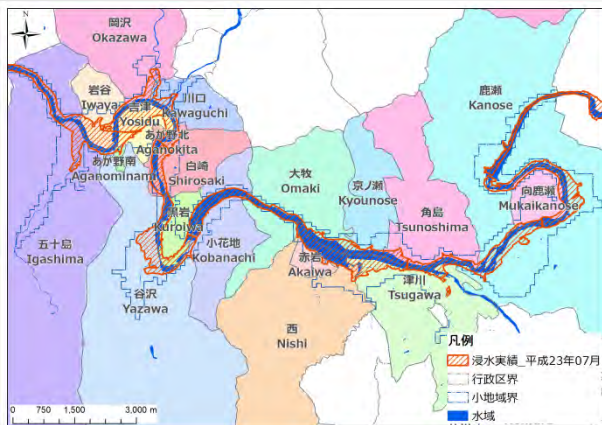 岡沢
Okazawa
岩谷
Iwaya
吉津
Yosidu
川口
Kawaguchi
あが野北
Aganokita
あが野南
Aganominami
白崎
Shirosaki
鹿瀬
Kanose
大牧
Omaki
京ノ瀬
Kyounose
角島
Tsunoshima
向鹿瀬
Mukaikanose
黒岩
Kuroiwa
五十島
Igashima
小花地
Kobanachi
赤岩
Akaiwa
津川
Tsugawa
谷沢
Yazawa
西
Nishi
凡例
浸水実績_平成23年07月
行政区界
小地域界
水域
0 750 1,500 3,000 m